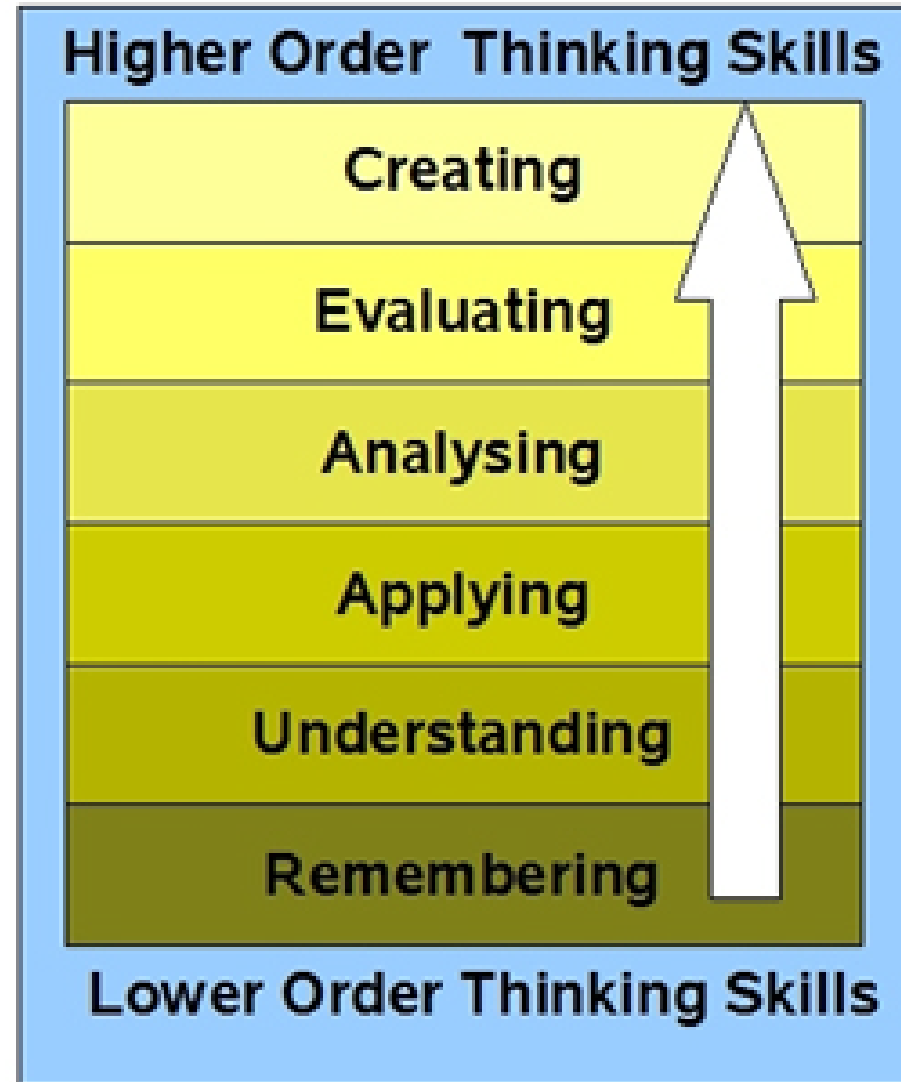 Higher Order Thinking Skills
Creating
Evaluating
Analysing
Applying
Understanding
Remembering
Lower Order Thinking Skills